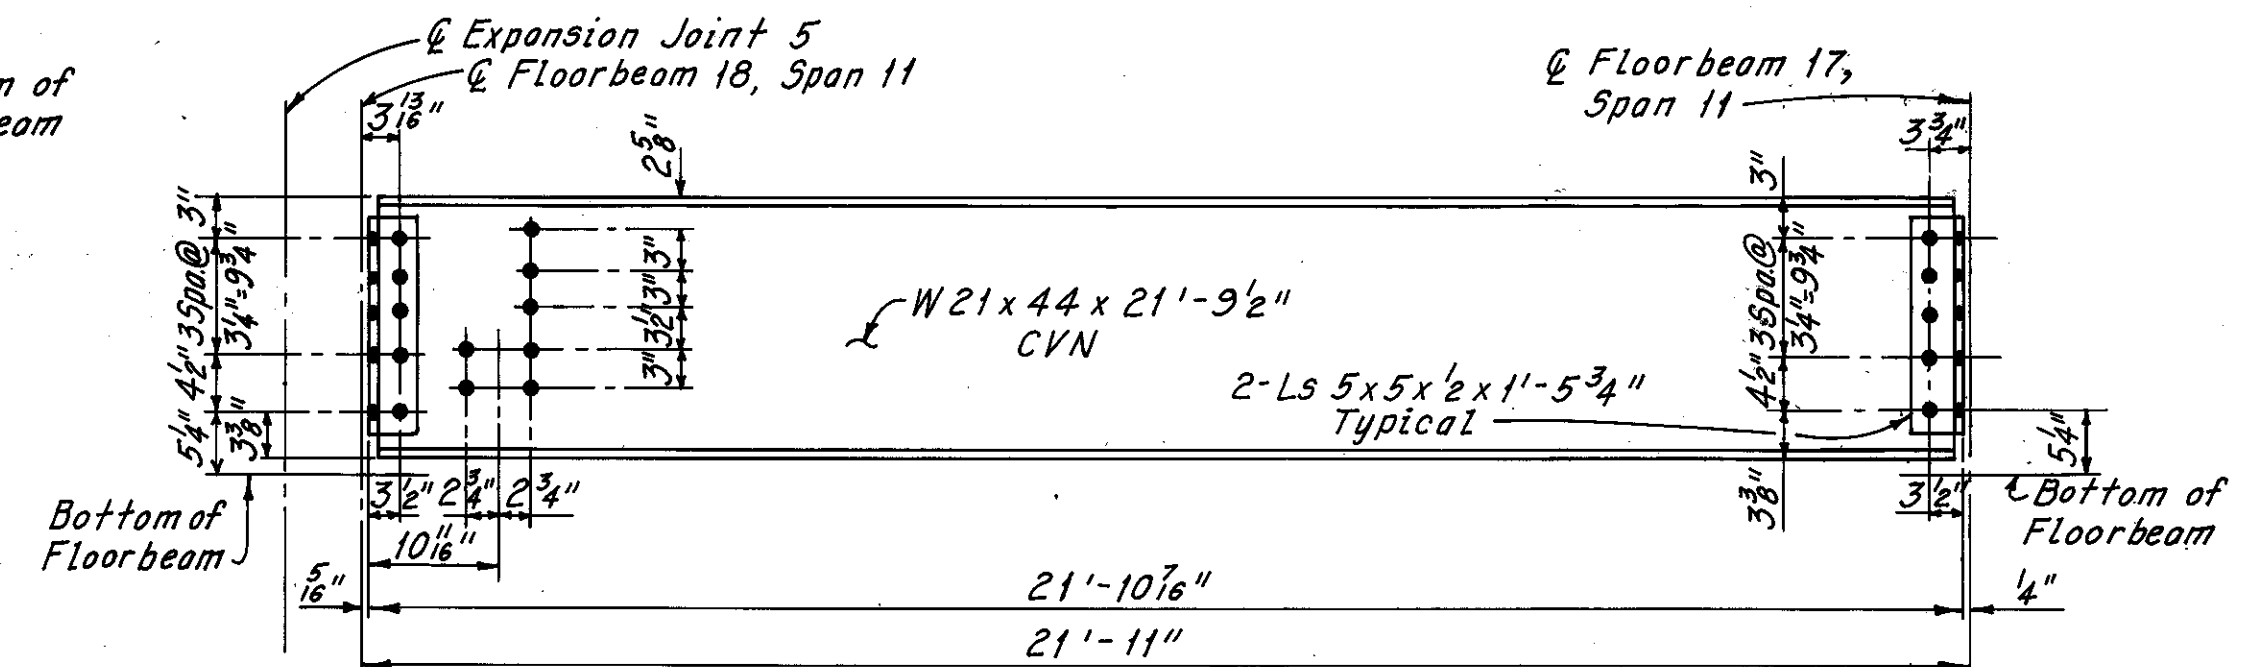 ℄ Expansion Joint 5
℄ Floorbeam 18, Span 11
n of
eam
℄ Floorbeam 17,
Span 11
3 13/16"
2 5/8"
3 3/4"
3"
3 Spa.@
3 1/4"=9 3/4"
4 1/2"
5 1/4"
3 3/8"
3"
3"
3 1/2"
3"
W 21 x 44 x 21'-9 1/2"
CVN
2-Ls 5 x 5 x 1/2 x 1'-5 3/4"
Typical
3"
3 Spa.@
3 1/4"=9 3/4"
4 1/2"
3 3/8"
5 1/4"
Bottom of
Floorbeam
3 1/2" 2 3/4" 2 3/4"
10 11/16"
3 1/2"
Bottom of
Floorbeam
5/16"
21'-10 7/16"
1/4"
21'-11"